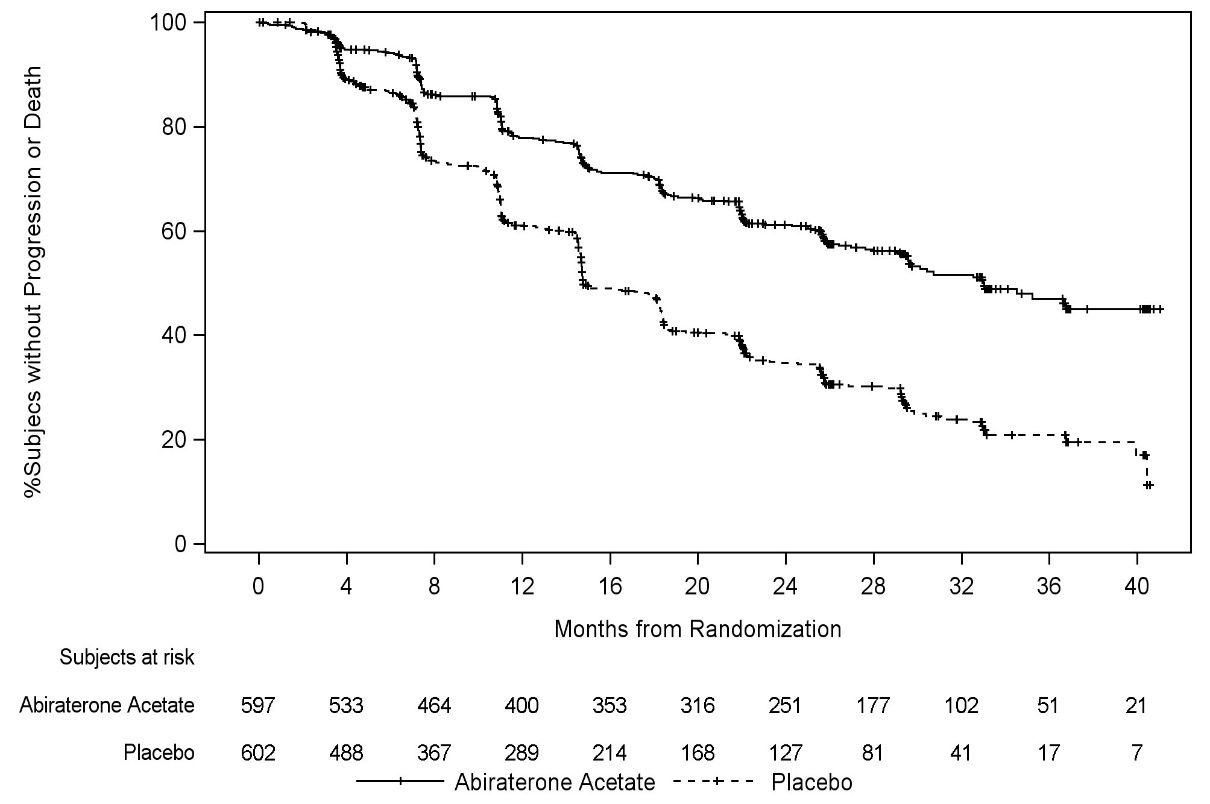 %Subjecs without Progression or Death
100
80
60
40
20
0
0 4 8 12 16 20 24 28 32 36 40
Months from Randomization
Subjects at risk
Abiraterone Acetate 597 533 464 400 353 316 251 177 102 51 21
Placebo 602 488 367 289 214 168 127 81 41 17 7
Abiraterone Acetate Placebo